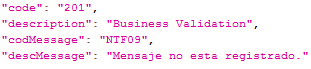 "code": "201",
"description": "Business Validation",
"codMessage": "NTF09",
"descMessage": "Mensaje no esta registrado."